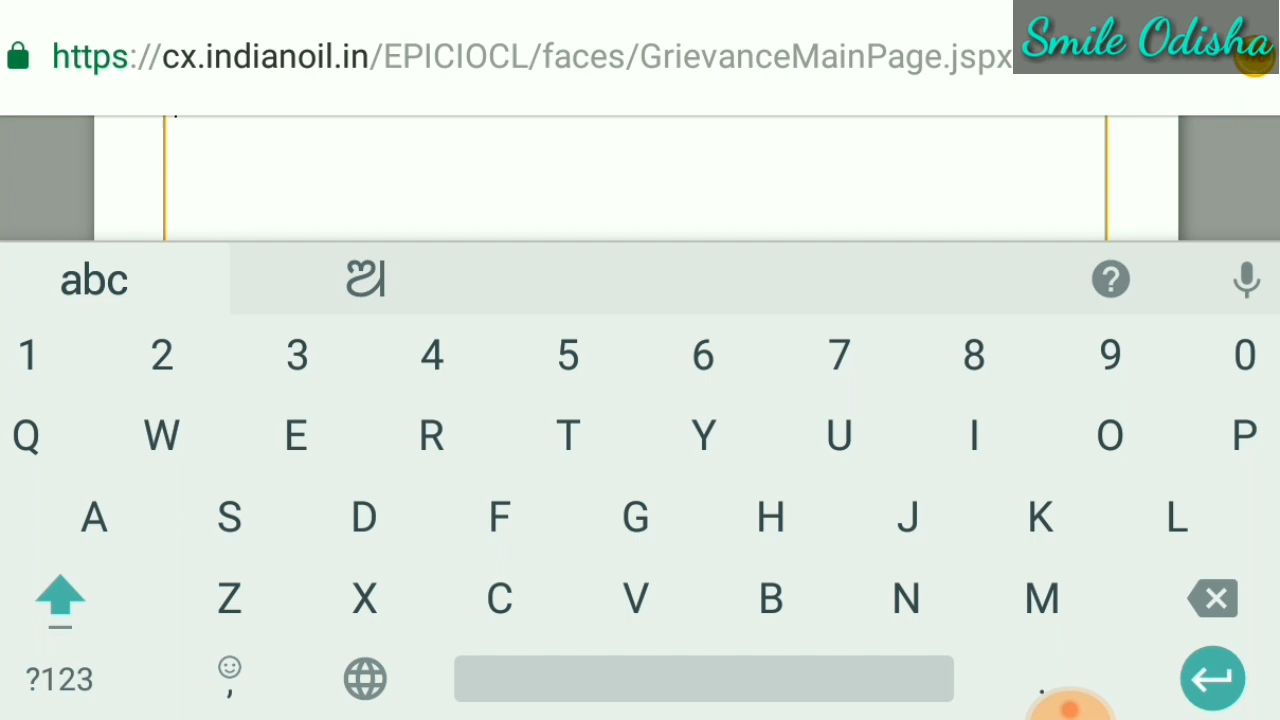 https://cx.indianoil.in/EPICIOCL/faces/GrievanceMainPage.jspx
Smile Odisha
abc ଅ ?
1 2 3 4 5 6 7 8 9 0
Q W E R T Y U I O P
A S D F G H J K L
Z X C V B N M
?123 , .